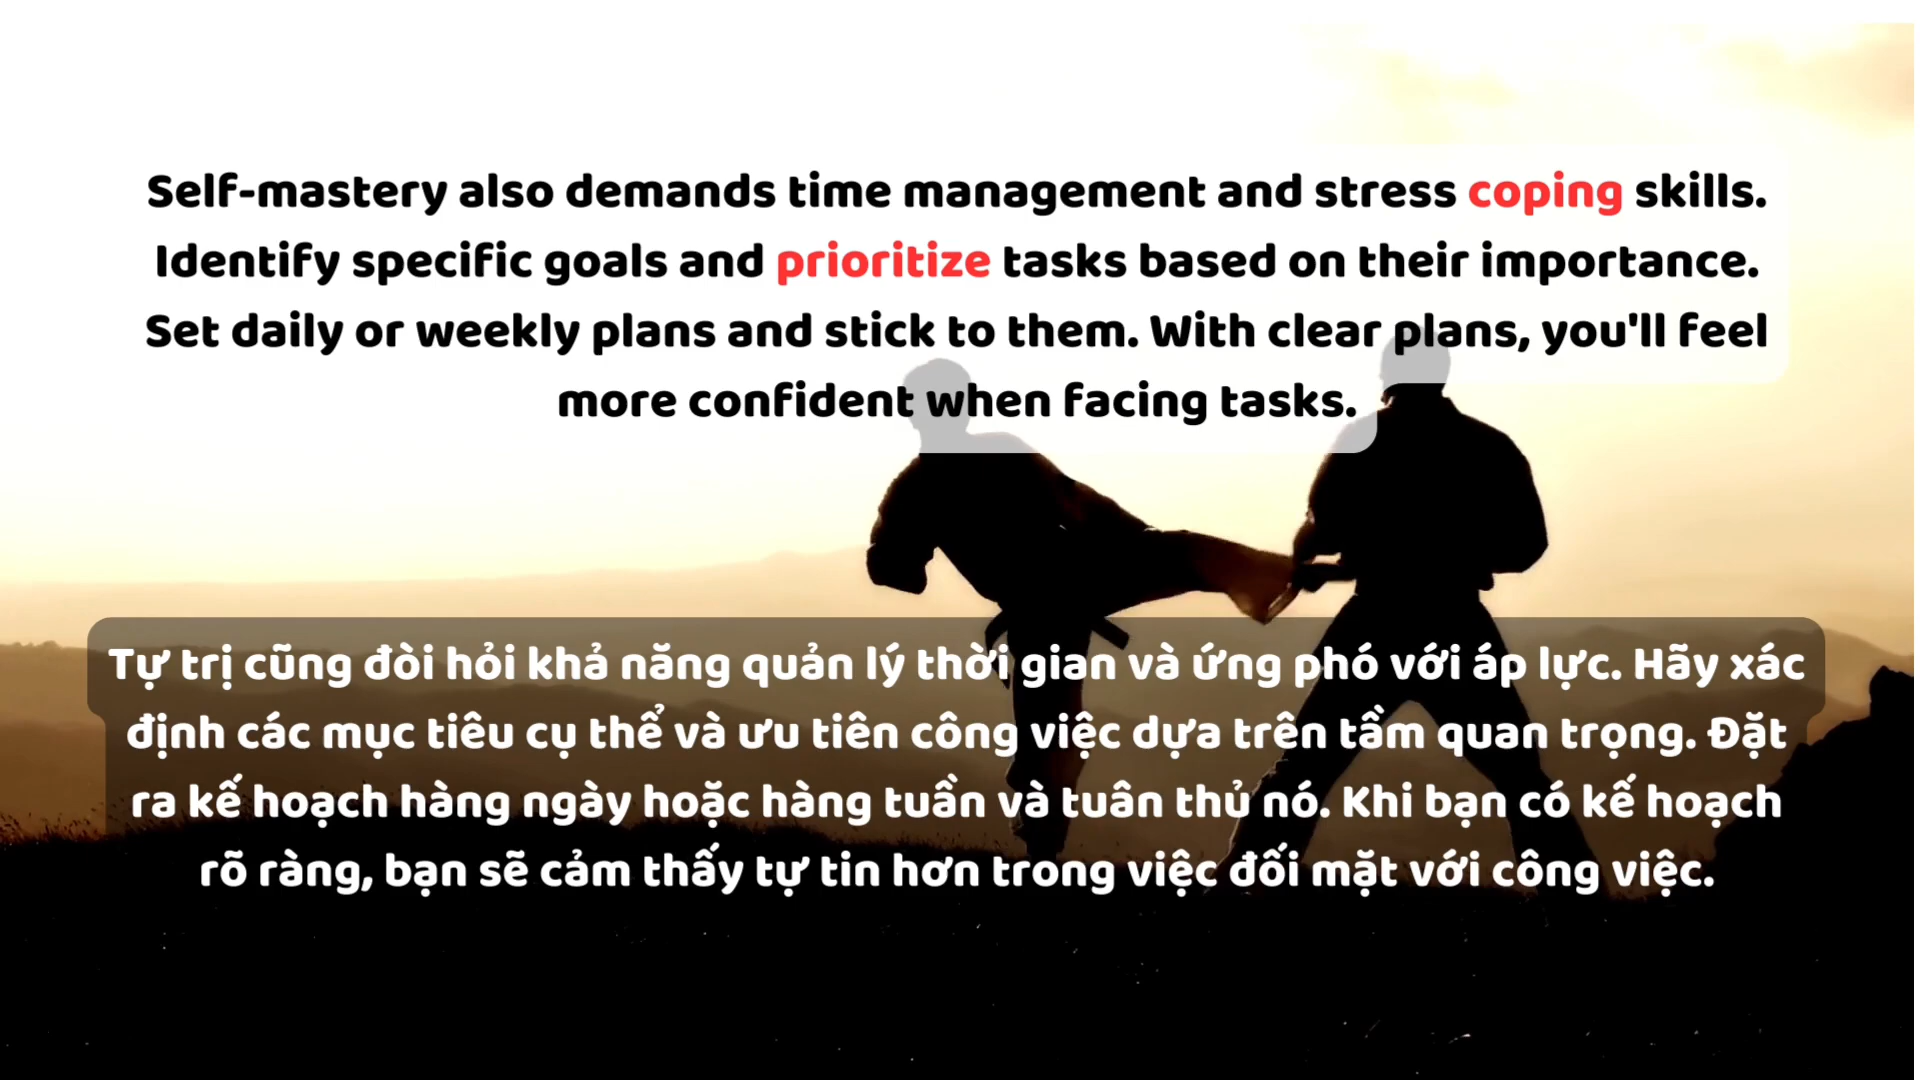 Self-mastery also demands time management and stress coping skills.
Identify specific goals and prioritize tasks based on their importance.
Set daily or weekly plans and stick to them. With clear plans, you'll feel
more confident when facing tasks.
Tự trị cũng đòi hỏi khả năng quản lý thời gian và ứng phó với áp lực. Hãy xác
định các mục tiêu cụ thể và ưu tiên công việc dựa trên tầm quan trọng. Đặt
ra kế hoạch hàng ngày hoặc hàng tuần và tuân thủ nó. Khi bạn có kế hoạch
rõ ràng, bạn sẽ cảm thấy tự tin hơn trong việc đối mặt với công việc.